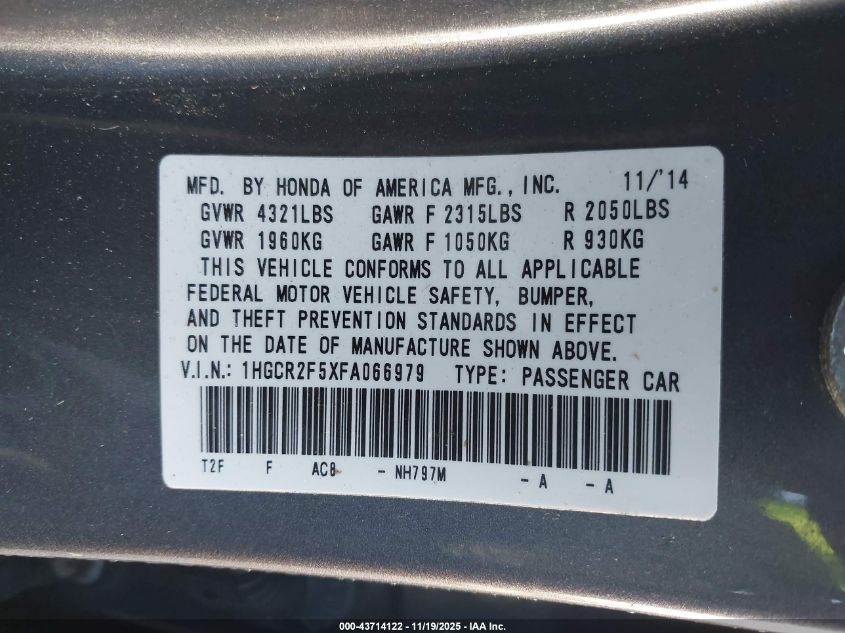 MFD. BY HONDA OF AMERICA MFG., INC. 11/'14
GVWR 4321LBS GAWR F 2315LBS R 2050LBS
GVWR 1960KG GAWR F 1050KG R 930KG
THIS VEHICLE CONFORMS TO ALL APPLICABLE
FEDERAL MOTOR VEHICLE SAFETY, BUMPER,
AND THEFT PREVENTION STANDARDS IN EFFECT
ON THE DATE OF MANUFACTURE SHOWN ABOVE.
V.I.N.: 1HGCR2F5XFA066979 TYPE: PASSENGER CAR
T2F F AC8 - NH797M - A - A
000-43714122 - 11/19/2025 - IAA Inc.